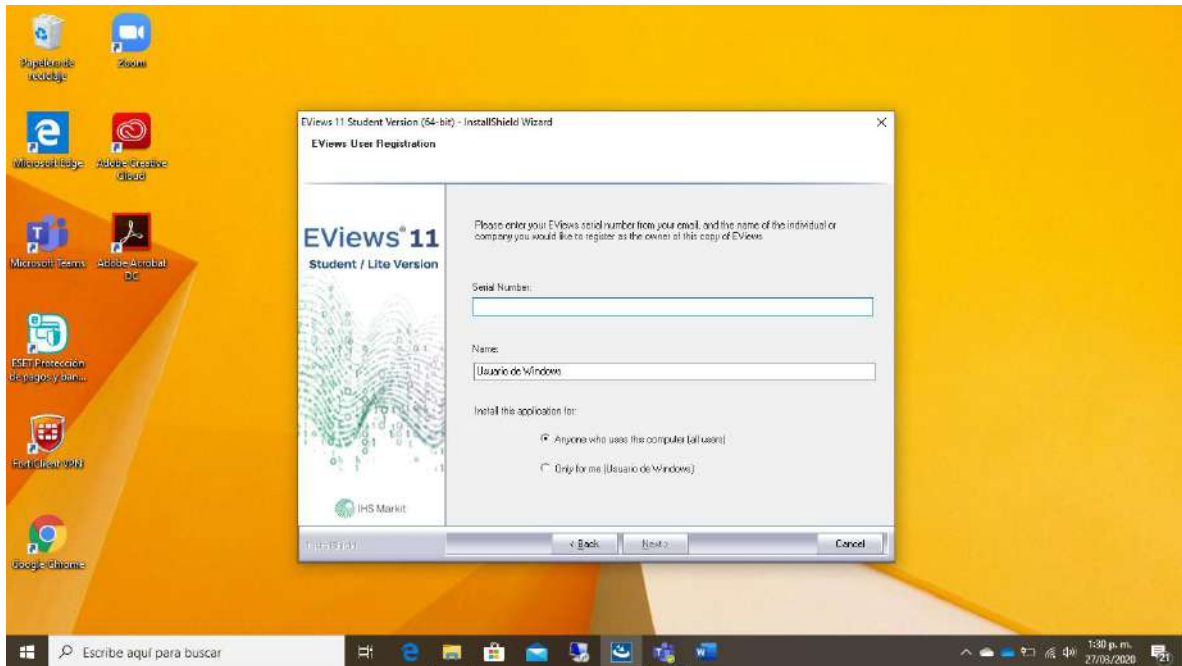 Papelera de
reciclaje
Zoom
Microsoft Edge
Adobe Creative
Cloud
Microsoft Teams
Adobe Acrobat
DC
ESET Protección
de pagos y ban...
FortiClient VPN
Google Chrome
EViews 11 Student Version (64-bit) - InstallShield Wizard
EViews User Registration
EViews® 11
Student / Lite Version
IHS Markit
Please enter your EViews serial number from your email, and the name of the individual or
company you would like to register as the owner of this copy of EViews
Serial Number:
Name:
Usuario de Windows
Install this application for:
Anyone who uses this computer (all users)
Only for me (Usuario de Windows)
InstallShield
< Back
Next >
Cancel
Escribe aquí para buscar
1:30 p. m.
27/03/2020
21